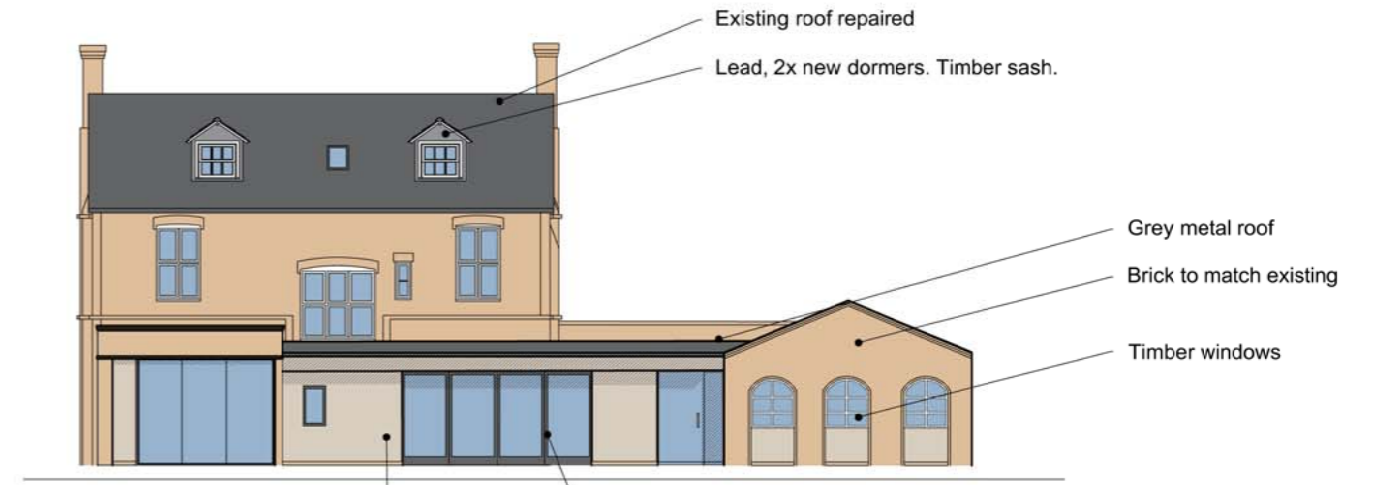 Existing roof repaired
Lead, 2x new dormers. Timber sash.
Grey metal roof
Brick to match existing
Timber windows